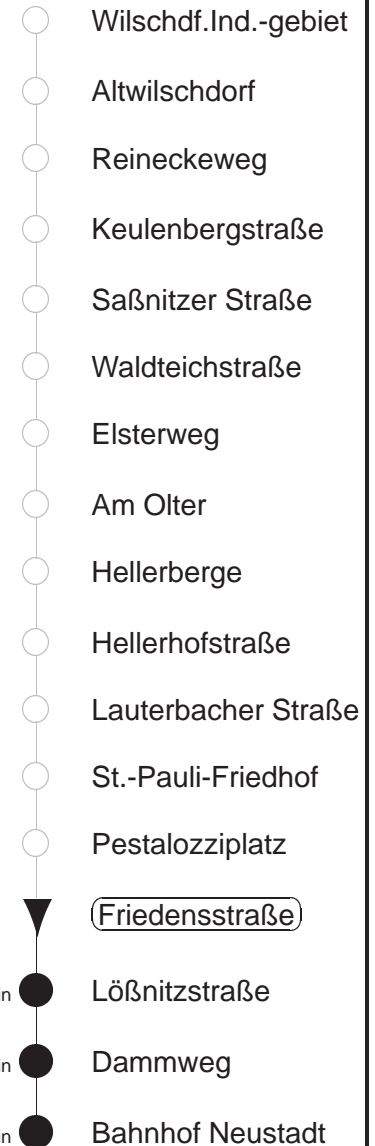 Wilschdf.Ind.-gebiet
Altwilschdorf
Reineckeweg
Keulenbergstraße
Saßnitzer Straße
Waldteichstraße
Elsterweg
Am Olter
Hellerberge
Hellerhofstraße
Lauterbacher Straße
St.-Pauli-Friedhof
Pestalozziplatz
Friedensstraße
Lößnitzstraße
Dammweg
Bahnhof Neustadt